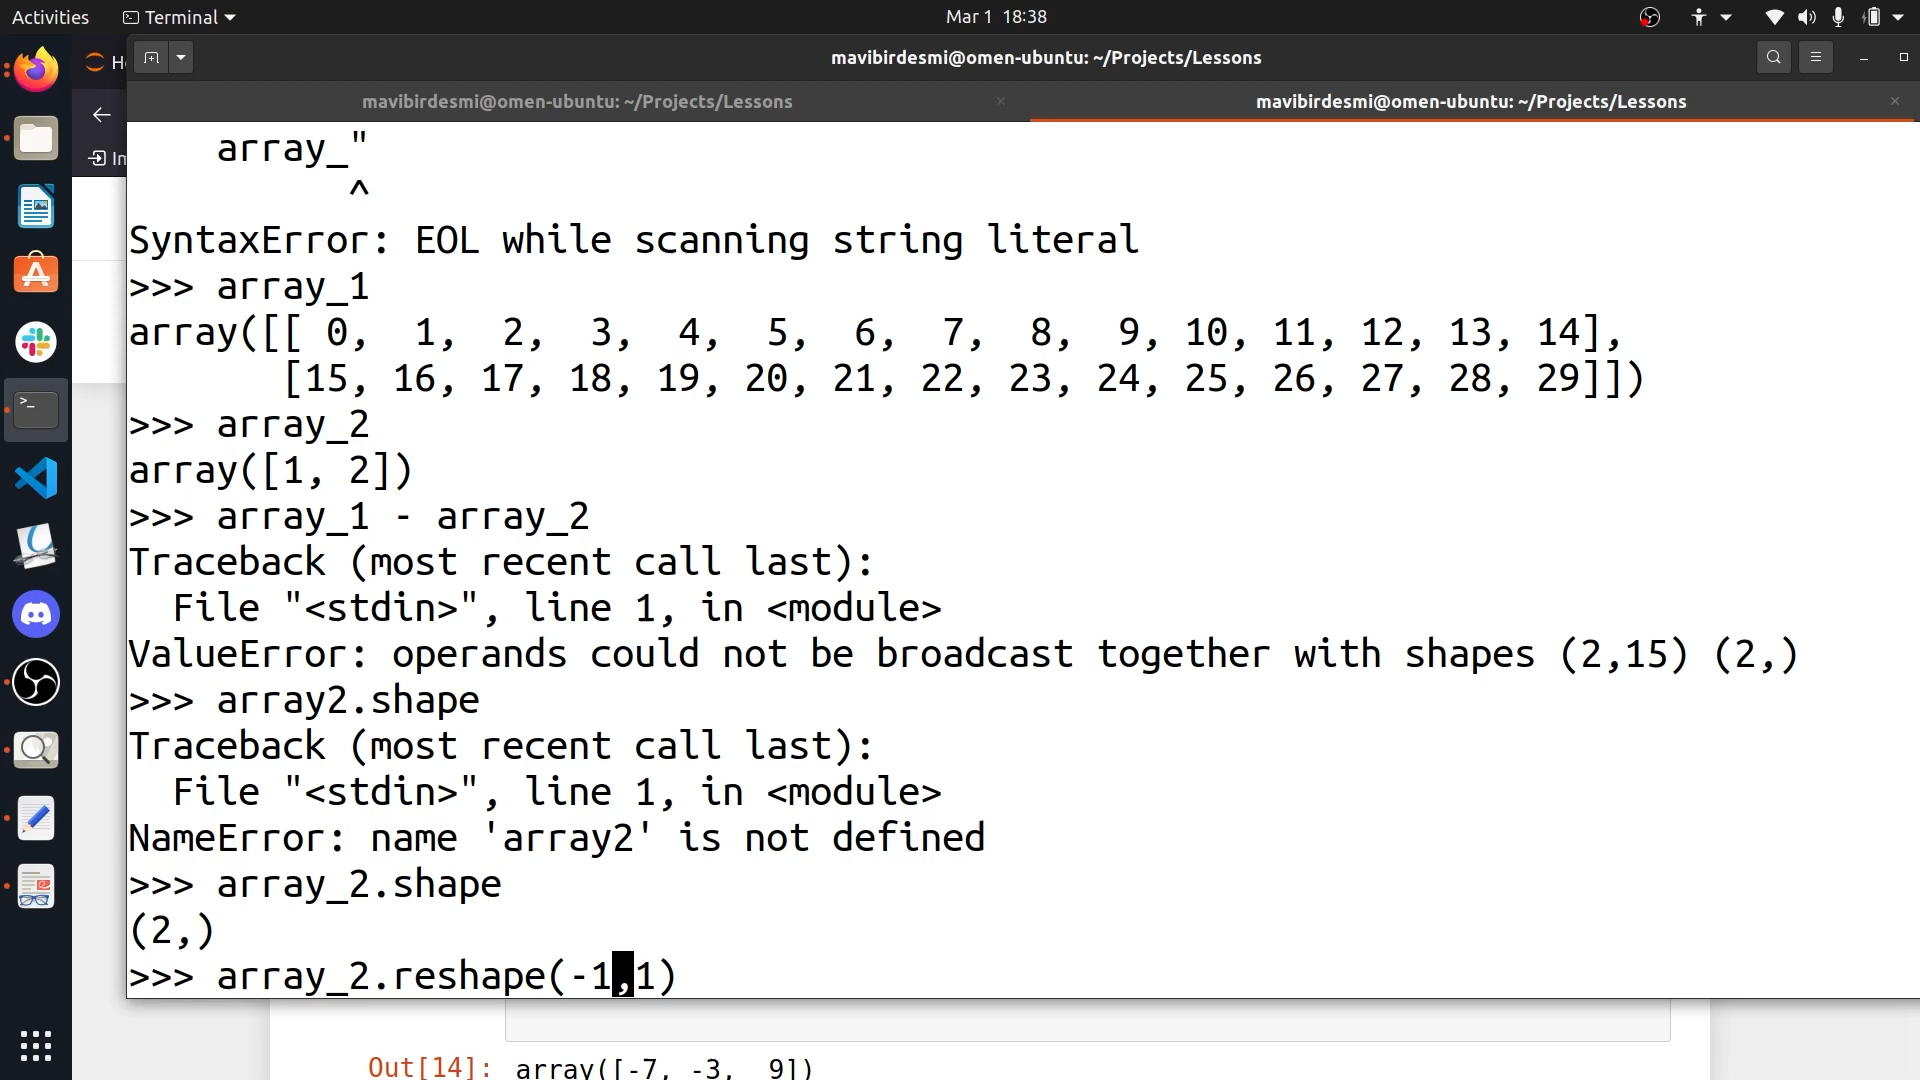 Activities Terminal Mar 1 18:38
mavibirdesmi@omen-ubuntu: ~/Projects/Lessons
mavibirdesmi@omen-ubuntu: ~/Projects/Lessons × mavibirdesmi@omen-ubuntu: ~/Projects/Lessons ×
array_"
^
SyntaxError: EOL while scanning string literal
>>> array_1
array([[ 0, 1, 2, 3, 4, 5, 6, 7, 8, 9, 10, 11, 12, 13, 14],
[15, 16, 17, 18, 19, 20, 21, 22, 23, 24, 25, 26, 27, 28, 29]])
>>> array_2
array([1, 2])
>>> array_1 - array_2
Traceback (most recent call last):
File "<stdin>", line 1, in <module>
ValueError: operands could not be broadcast together with shapes (2,15) (2,)
>>> array2.shape
Traceback (most recent call last):
File "<stdin>", line 1, in <module>
NameError: name 'array2' is not defined
>>> array_2.shape
(2,)
>>> array_2.reshape(-1,1)
Out[14]: array([-7, -3, 9])